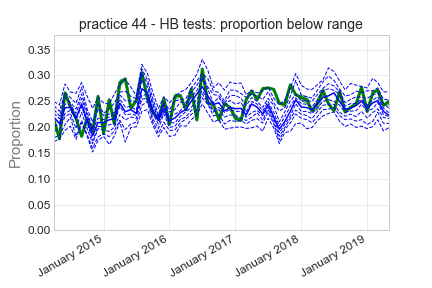 practice 44 - HB tests: proportion below range
Proportion
0.35
0.30
0.25
0.20
0.15
0.10
0.05
0.00
January 2015
January 2016
January 2017
January 2018
January 2019